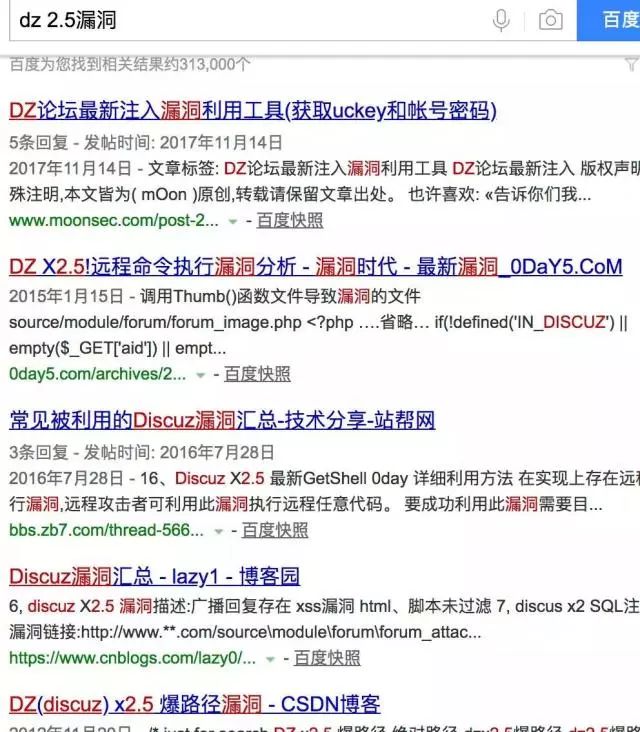 dz 2.5漏洞
百度
百度为您找到相关结果约313,000个
DZ论坛最新注入漏洞利用工具(获取uckey和帐号密码)
5条回复 - 发帖时间: 2017年11月14日
2017年11月14日 - 文章标签: DZ论坛最新注入漏洞利用工具 DZ论坛最新注入 版权声明
殊注明,本文皆为( mOon )原创,转载请保留文章出处。 也许喜欢: «告诉你们我...
www.moonsec.com/post-2... - 百度快照
DZ X2.5!远程命令执行漏洞分析 - 漏洞时代 - 最新漏洞_0DaY5.CoM
2015年1月15日 - 调用Thumb()函数文件导致漏洞的文件
source/module/forum/forum_image.php <?php ….省略… if(!defined('IN_DISCUZ') ||
empty($_GET['aid']) || empt...
0day5.com/archives/2... - 百度快照
常见被利用的Discuz漏洞汇总-技术分享-站帮网
3条回复 - 发帖时间: 2016年7月28日
2016年7月28日 - 16、Discuz X2.5 最新GetShell 0day 详细利用方法 在实现上存在远程
行漏洞,远程攻击者可利用此漏洞执行远程任意代码。 要成功利用此漏洞需要目...
bbs.zb7.com/thread-566... - 百度快照
Discuz漏洞汇总 - lazy1 - 博客园
6, discuz X2.5 漏洞描述:广播回复存在 xss漏洞 html、脚本未过滤 7, discus x2 SQL注
漏洞链接:http://www.**.com/source\module\forum\forum_attac...
https://www.cnblogs.com/lazy0/... - 百度快照
DZ(discuz) x2.5 爆路径漏洞 - CSDN博客